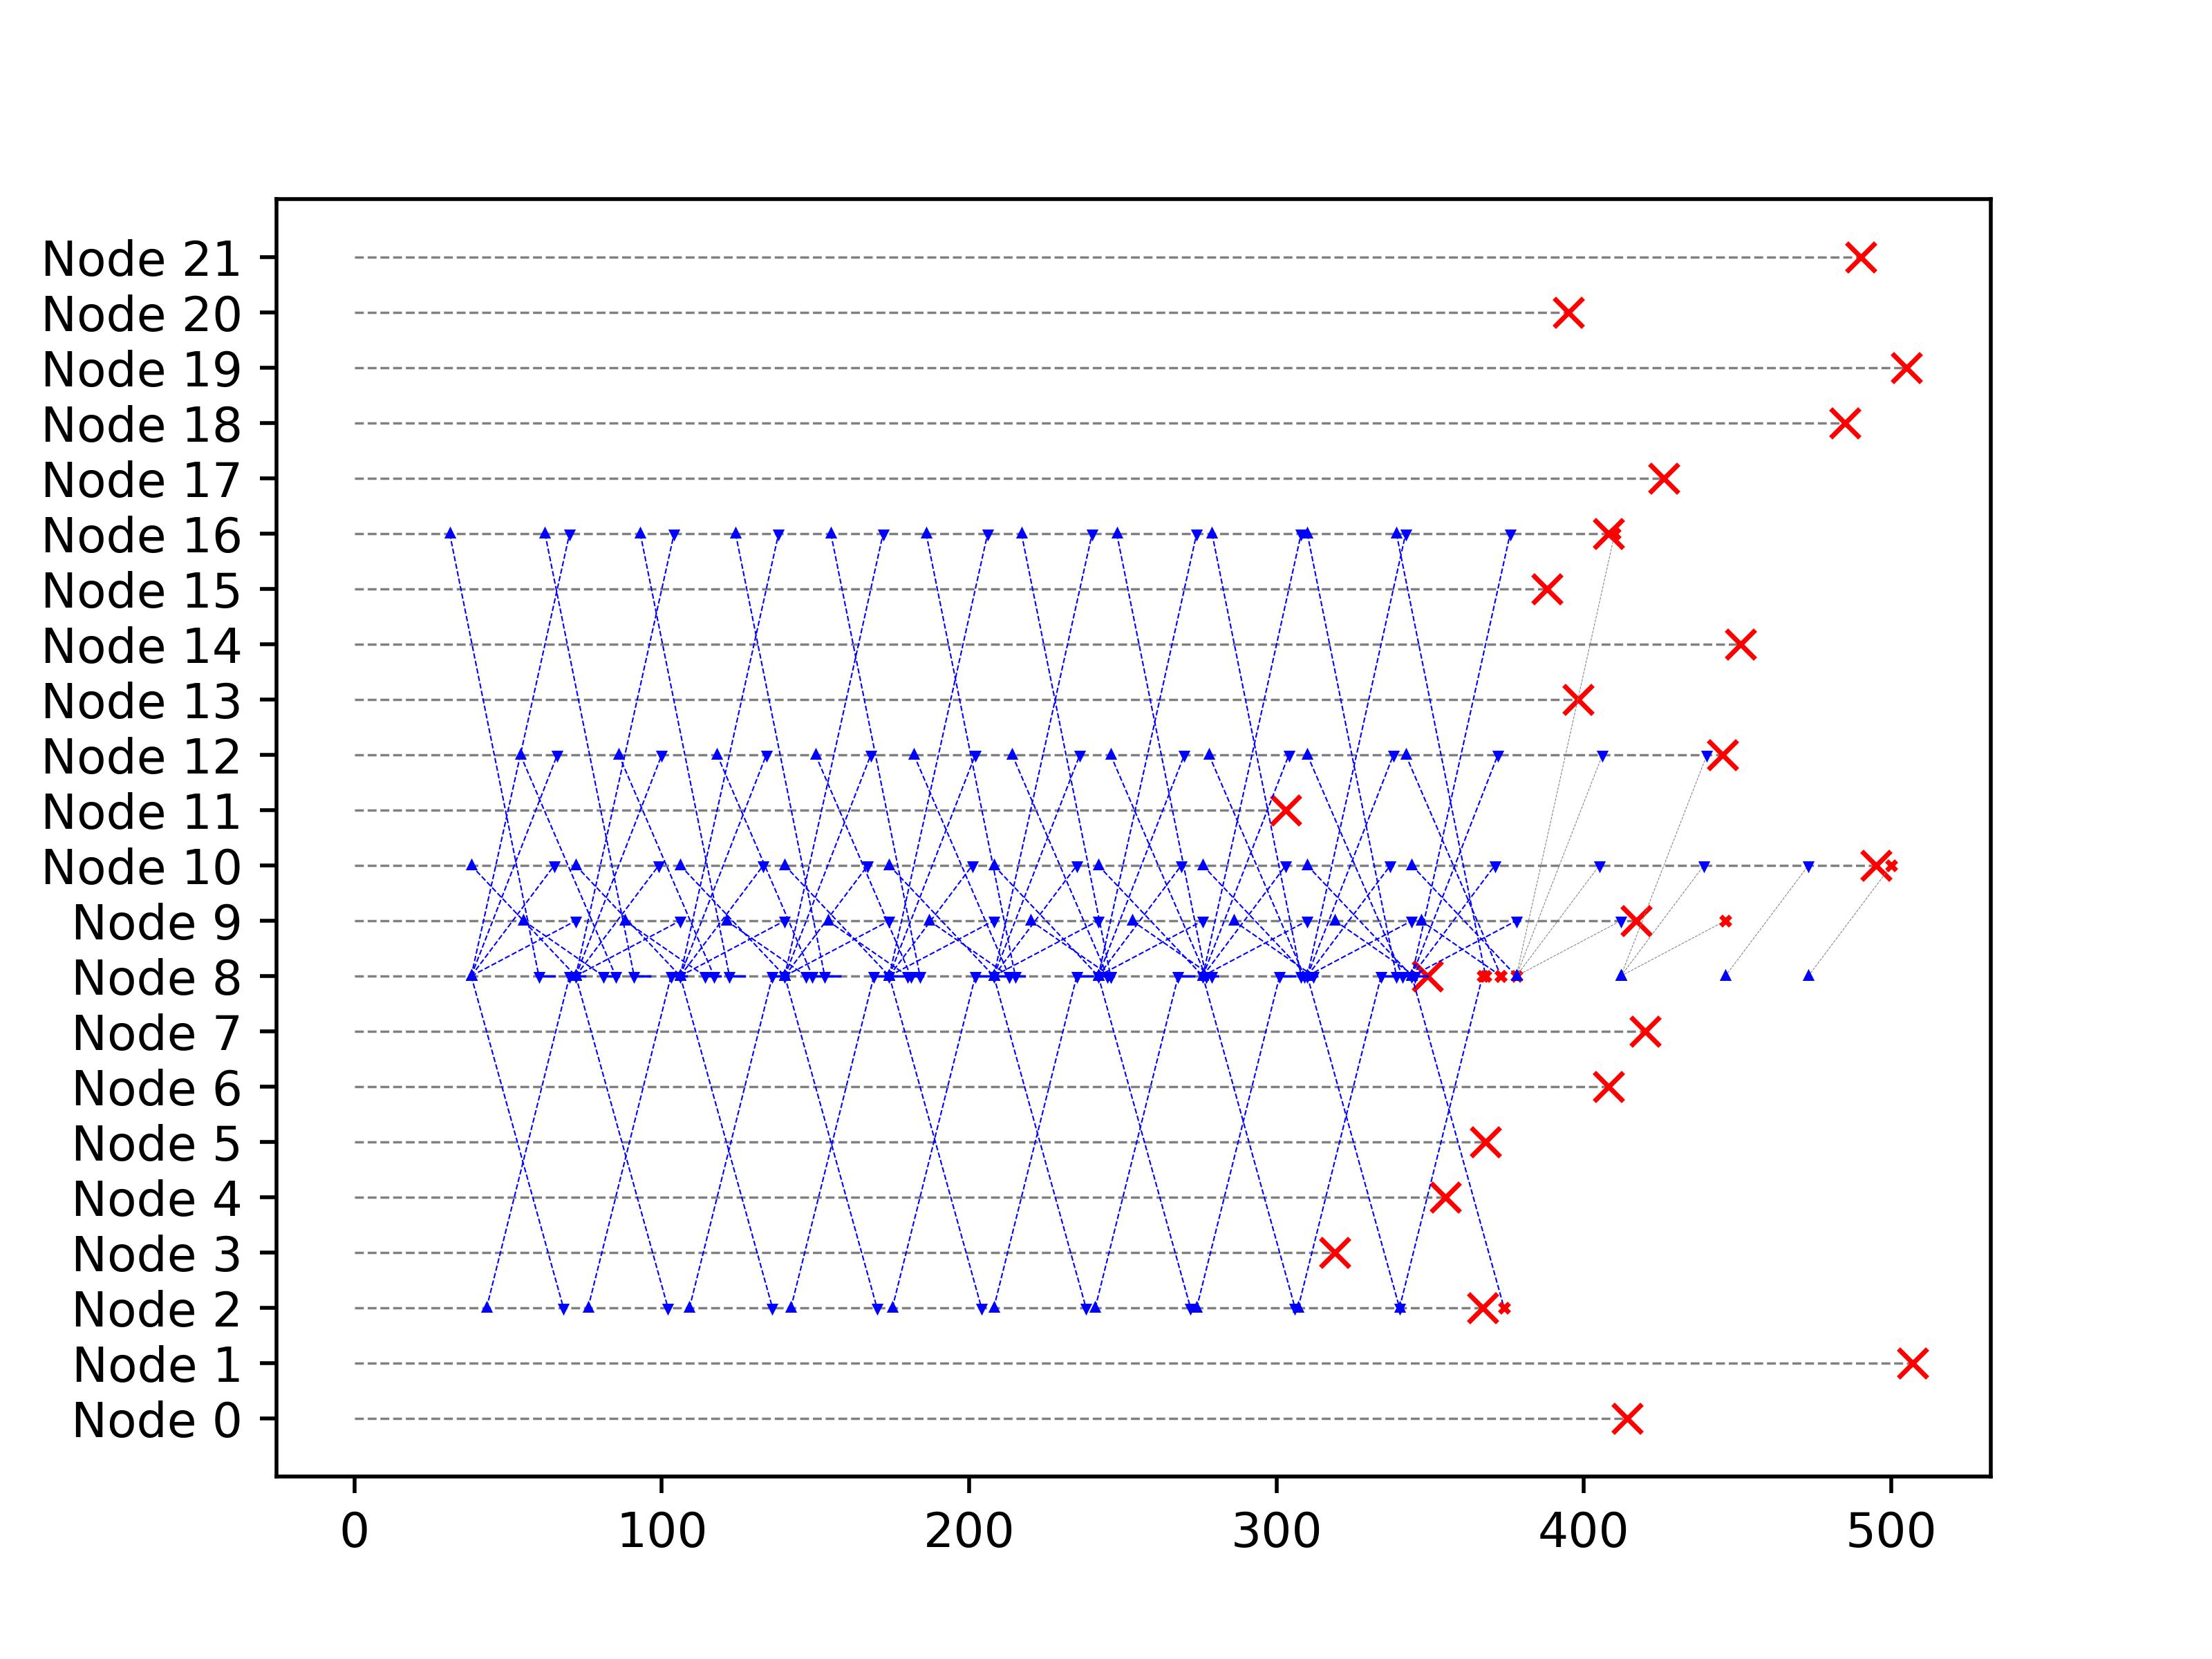 Node 21
Node 20
Node 19
Node 18
Node 17
Node 16
Node 15
Node 14
Node 13
Node 12
Node 11
Node 10
Node 9
Node 8
Node 7
Node 6
Node 5
Node 4
Node 3
Node 2
Node 1
Node 0
0 100 200 300 400 500